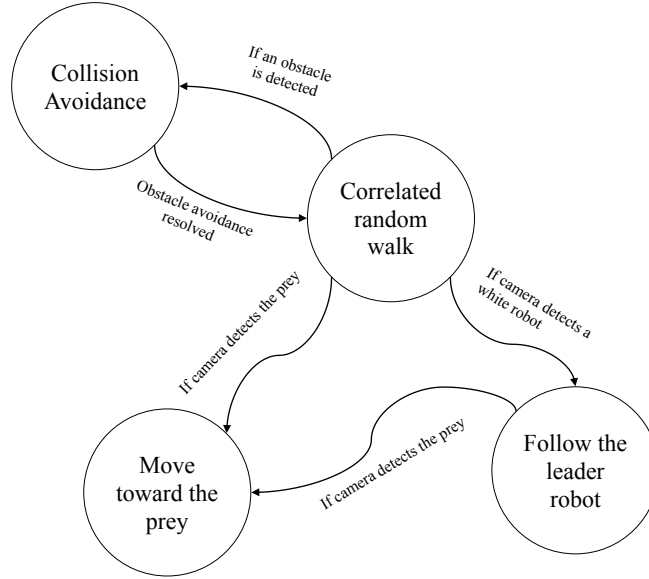 Collision
Avoidance
If an obstacle
is detected
Obstacle avoidance
resolved
Correlated
random
walk
If camera detects the prey
If camera detects a
white robot
Move
toward the
prey
If camera detects the prey
Follow the
leader
robot